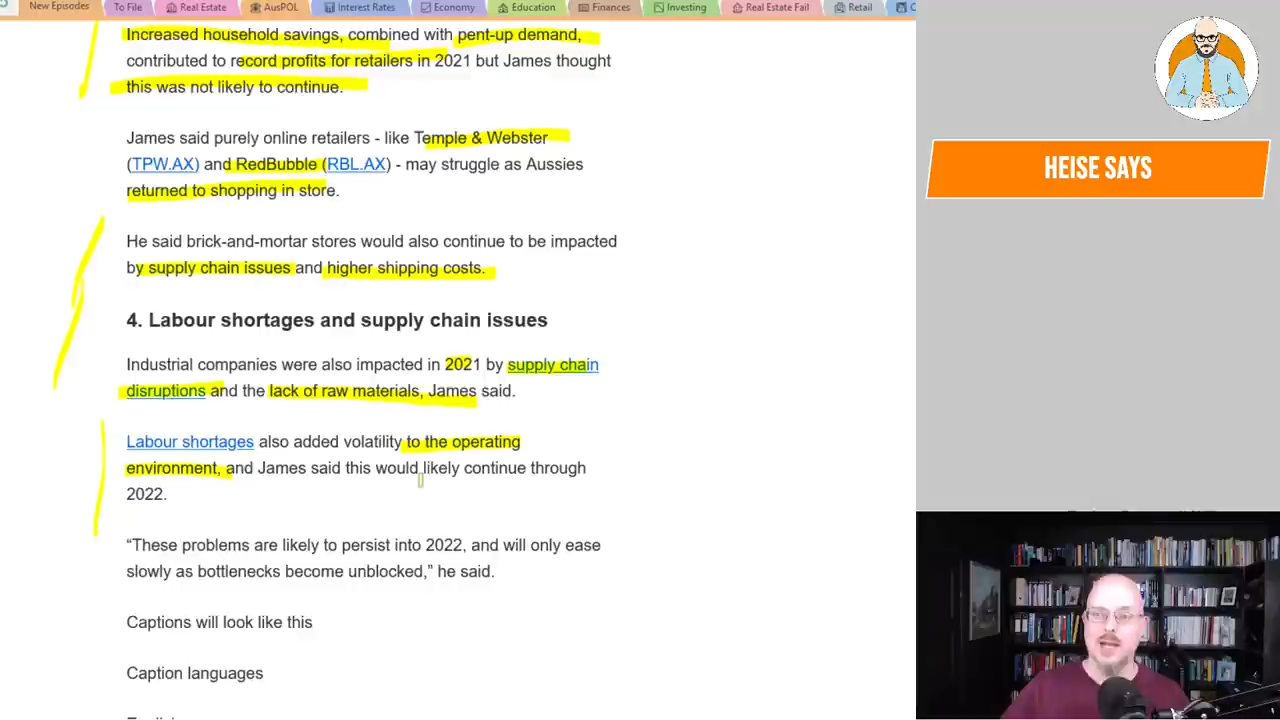 New Episodes
To File
Real Estate
AusPOL
Interest Rates
Economy
Education
Finances
Investing
Real Estate Fail
Retail
Increased household savings, combined with pent-up demand,
contributed to record profits for retailers in 2021 but James thought
this was not likely to continue.
James said purely online retailers - like Temple & Webster
(TPW.AX) and RedBubble (RBL.AX) - may struggle as Aussies
returned to shopping in store.
He said brick-and-mortar stores would also continue to be impacted
by supply chain issues and higher shipping costs.
4. Labour shortages and supply chain issues
Industrial companies were also impacted in 2021 by supply chain
disruptions and the lack of raw materials, James said.
Labour shortages also added volatility to the operating
environment, and James said this would likely continue through
2022.
“These problems are likely to persist into 2022, and will only ease
slowly as bottlenecks become unblocked,” he said.
Captions will look like this
Caption languages
HEISE SAYS